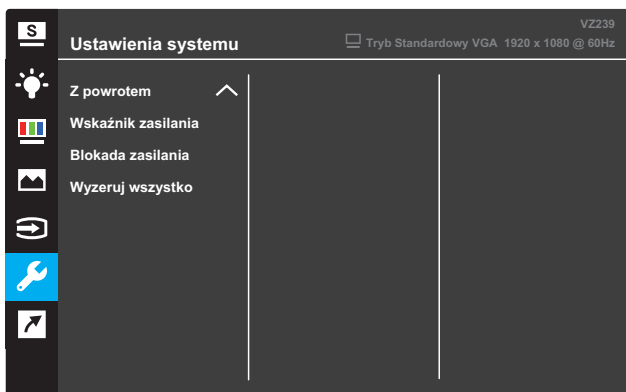 S
VZ239
Ustawienia systemu
Tryb Standardowy VGA 1920 x 1080 @ 60Hz
Z powrotem
Wskaźnik zasilania
Blokada zasilania
Wyzeruj wszystko